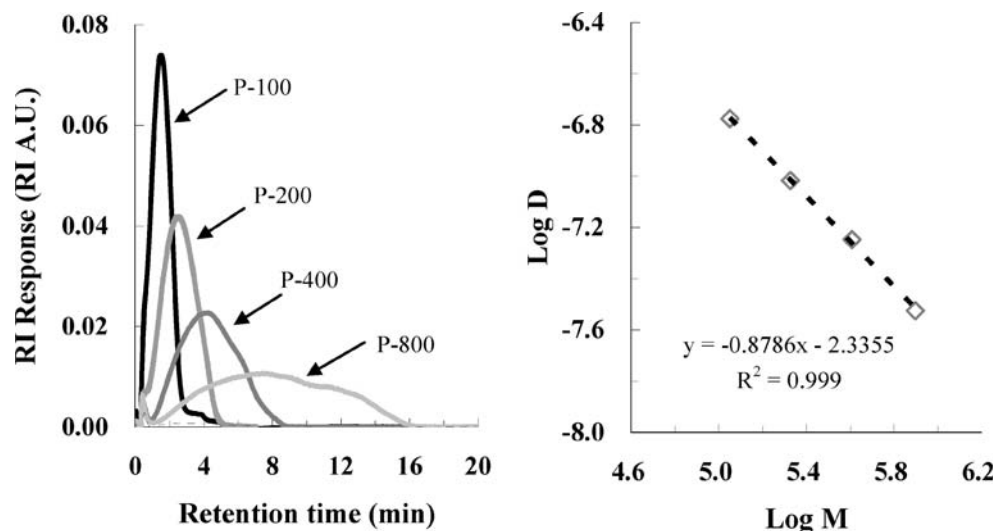 RI Response (RI A.U.)
0.08
0.06
0.04
0.02
0.00
P-100
P-200
P-400
P-800
0 4 8 12 16 20
Retention time (min)
Log D
-6.4
-6.8
-7.2
-7.6
-8.0
y = -0.8786x - 2.3355
R² = 0.999
4.6 5.0 5.4 5.8 6.2
Log M